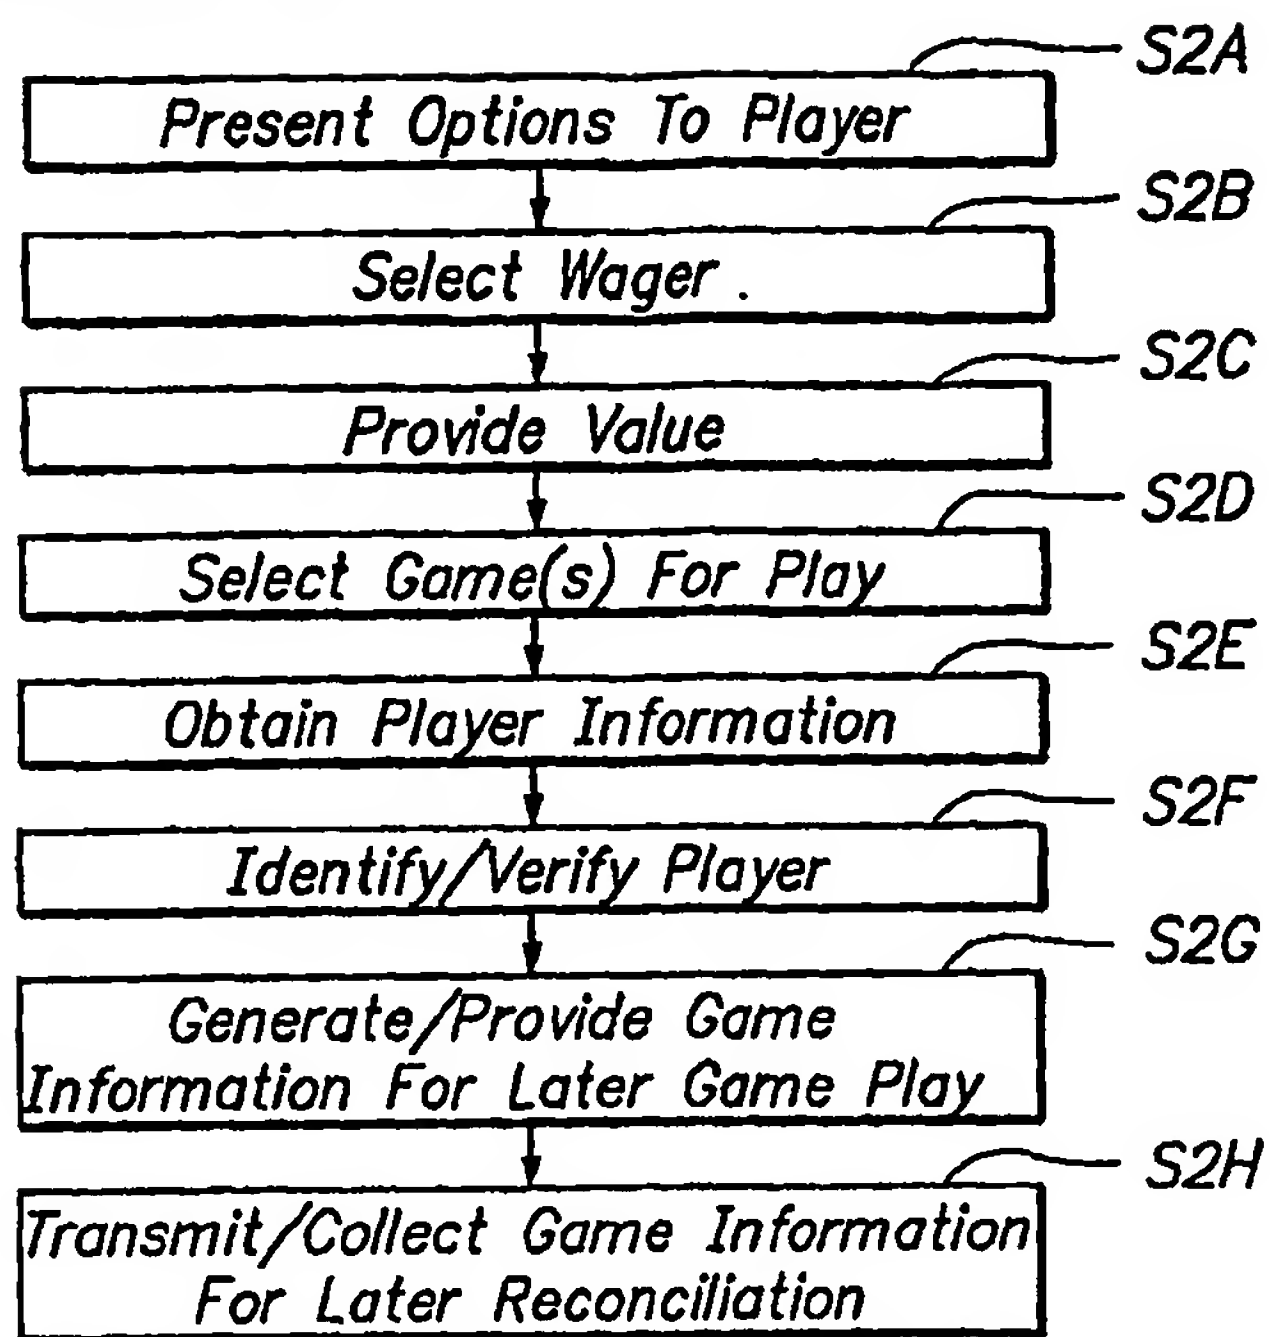 S2A
Present Options To Player
S2B
Select Wager .
S2C
Provide Value
S2D
Select Game(s) For Play
S2E
Obtain Player Information
S2F
Identify/Verify Player
S2G
Generate/Provide Game
Information For Later Game Play
S2H
Transmit/Collect Game Information
For Later Reconciliation